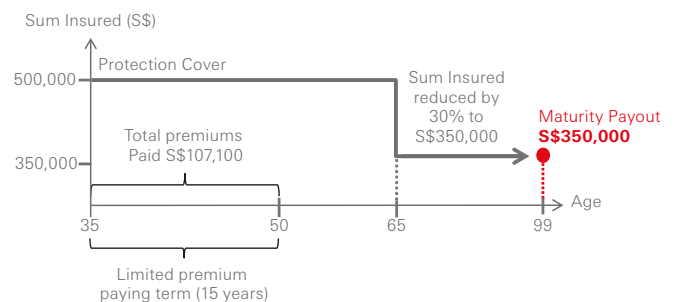 Sum Insured (S$)
Protection Cover
500,000
Sum Insured
reduced by
30% to
S$350,000
Maturity Payout
S$350,000
Total premiums
Paid S$107,100
350,000
Age
35
50
65
99
Limited premium
paying term (15 years)